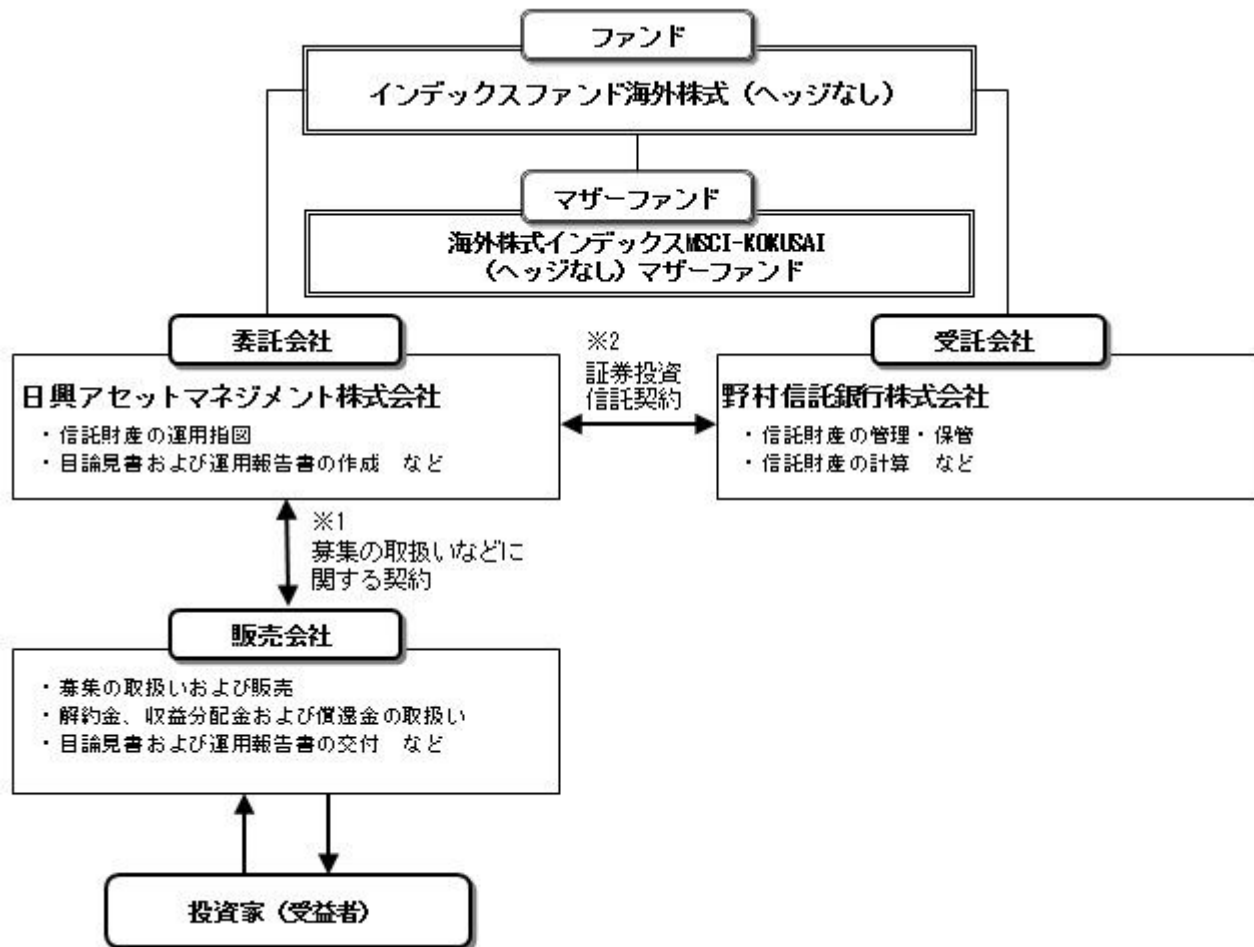 ファンド
インデックスファンド海外株式（ヘッジなし）
マザーファンド
海外株式インデックスMSCI-KOKUSAI
（ヘッジなし）マザーファンド
委託会社
日興アセットマネジメント株式会社
・信託財産の運用指図
・目論見書および運用報告書の作成　など
※2
証券投資
信託契約
受託会社
野村信託銀行株式会社
・信託財産の管理・保管
・信託財産の計算　など
※1
募集の取扱いなどに
関する契約
販売会社
・募集の取扱いおよび販売
・解約金、収益分配金および償還金の取扱い
・目論見書および運用報告書の交付　など
投資家（受益者）